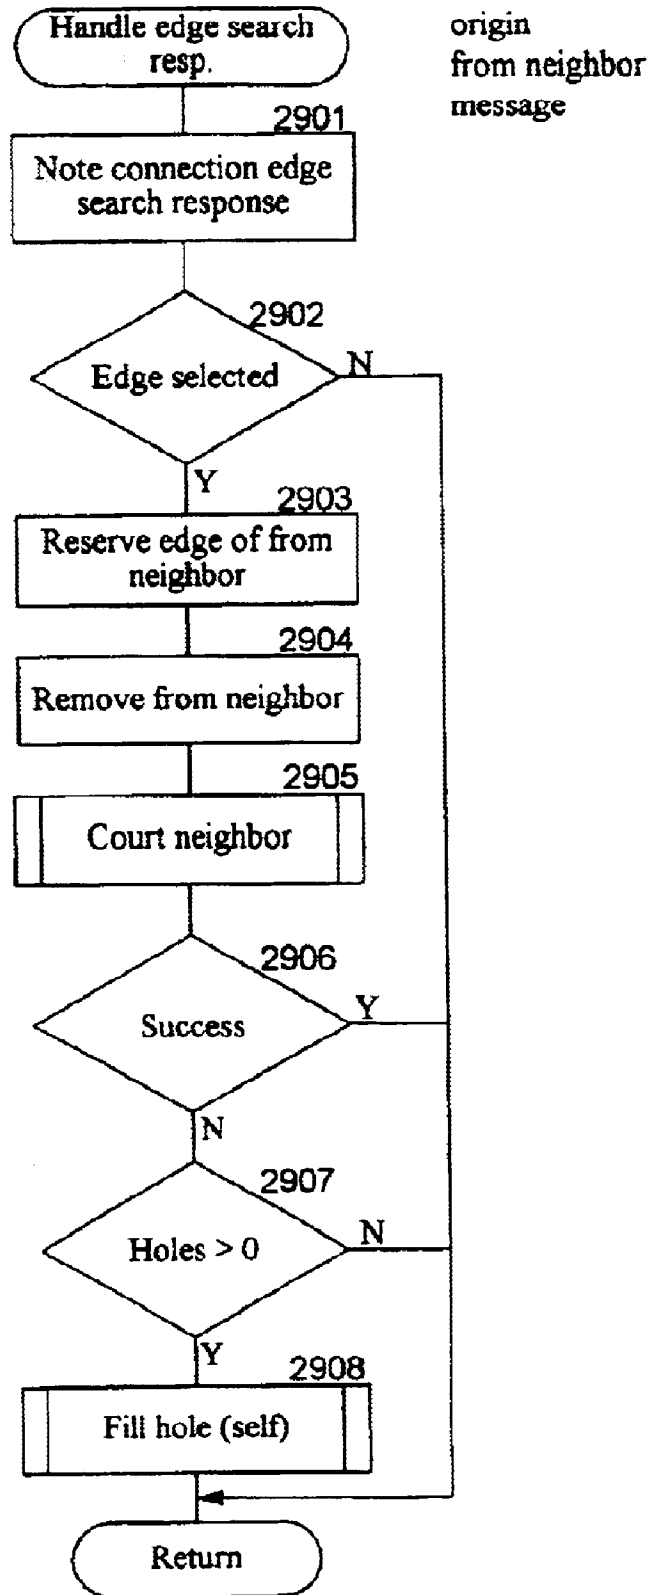 Handle edge search
resp.
origin
from neighbor
message
2901
Note connection edge
search response
2902
Edge selected
N
Y
2903
Reserve edge of from
neighbor
2904
Remove from neighbor
2905
Court neighbor
2906
Success
Y
N
2907
Holes > 0
N
Y
2908
Fill hole (self)
Return